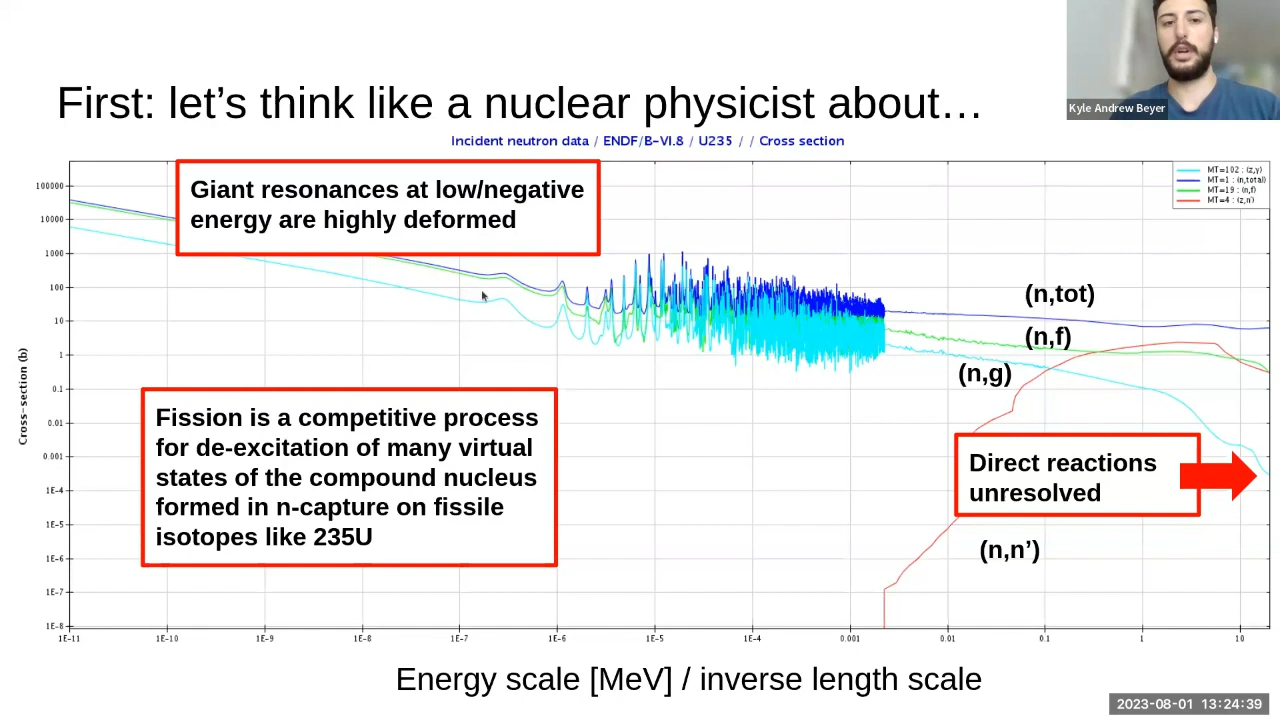 Kyle Andrew Beyer
First: let's think like a nuclear physicist about…
Incident neutron data / ENDF/B-VI.8 / U235 / / Cross section
MT=102 : (z,γ)
MT=1 : (n,total)
MT=19 : (n,f)
MT=4 : (z,n')
Giant resonances at low/negative
energy are highly deformed
100000
10000
1000
100
10
1
0.1
0.01
0.001
1E-4
1E-5
1E-6
1E-7
1E-8
Cross-section (b)
(n,tot)
(n,f)
(n,g)
Fission is a competitive process
for de-excitation of many virtual
states of the compound nucleus
formed in n-capture on fissile
isotopes like 235U
Direct reactions
unresolved
(n,n’)
1E-11 1E-10 1E-9 1E-8 1E-7 1E-6 1E-5 1E-4 0.001 0.01 0.1 1 10
Energy scale [MeV] / inverse length scale
2023-08-01 13:24:39